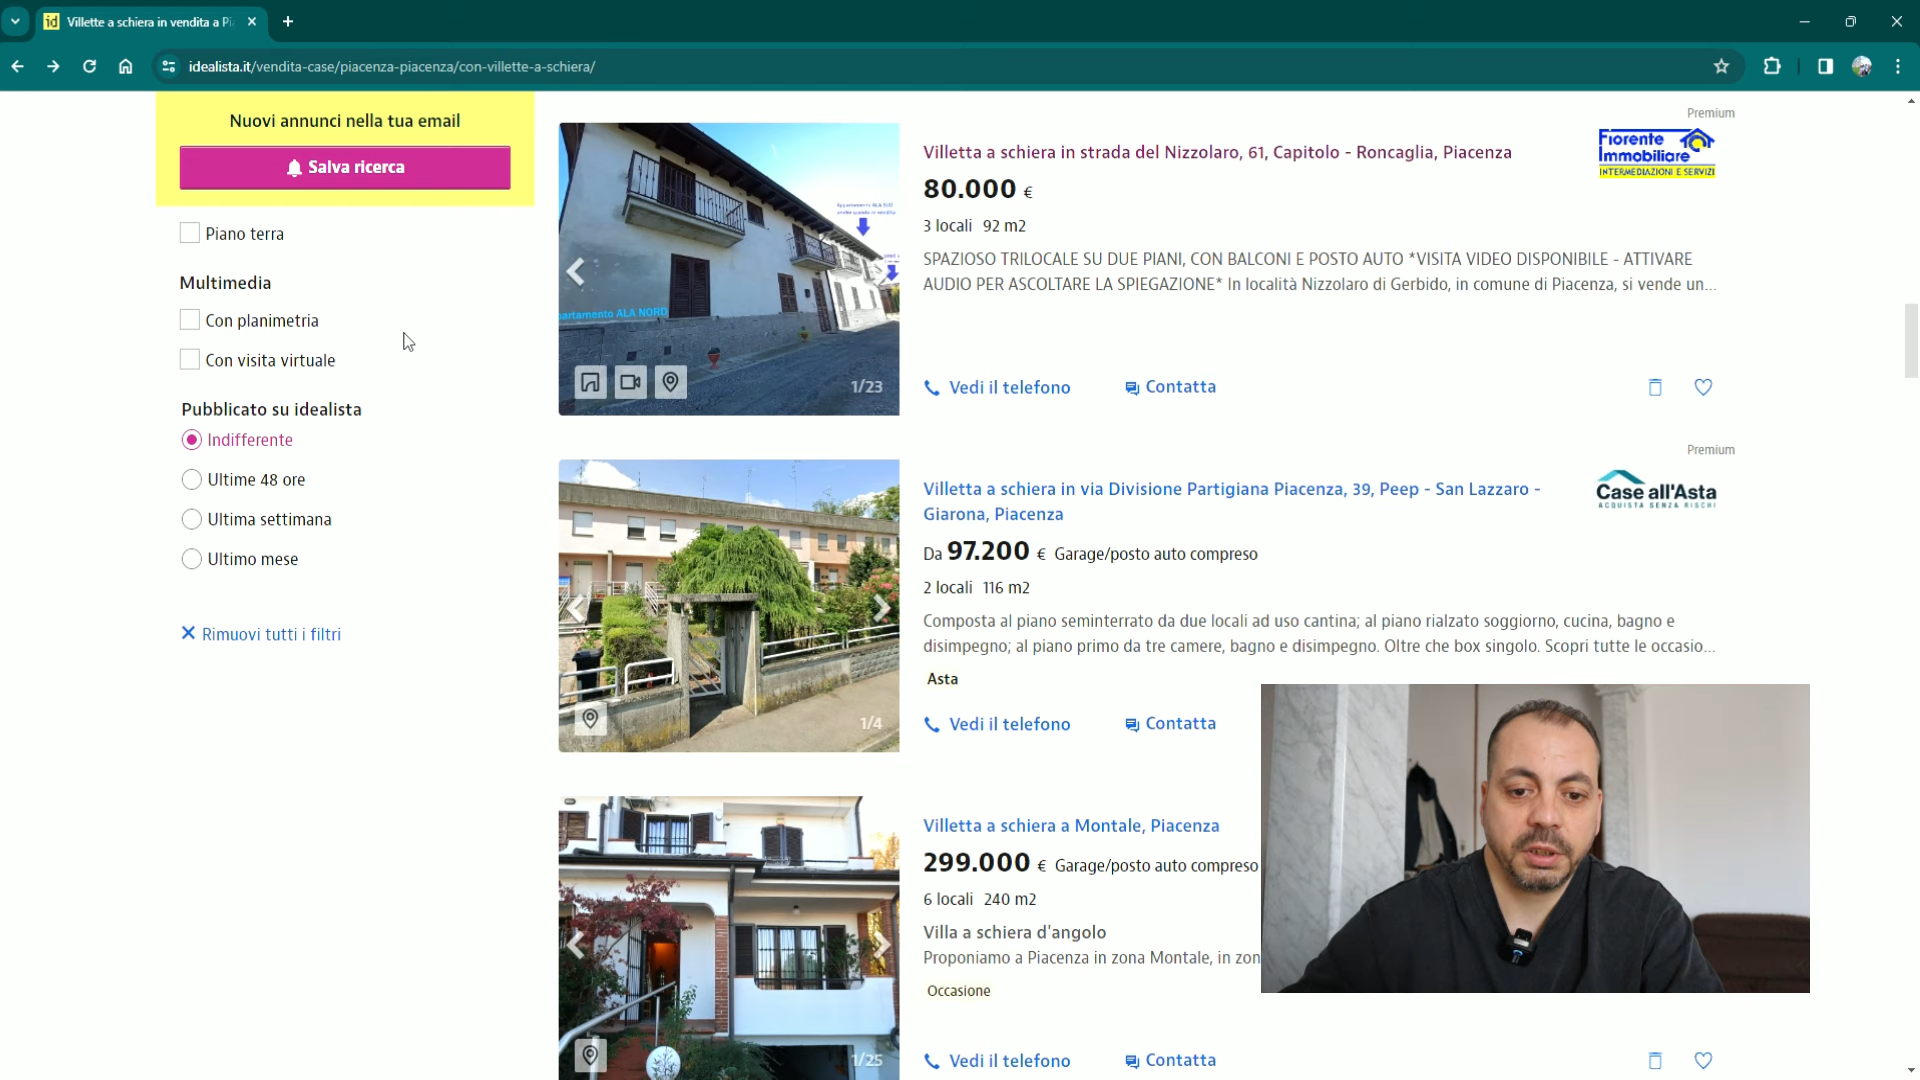 Villette a schiera in vendita a Pi
idealista.it/vendita-case/piacenza-piacenza/con-villette-a-schiera/
Nuovi annunci nella tua email
Salva ricerca
Piano terra
Multimedia
Con planimetria
Con visita virtuale
Pubblicato su idealista
Indifferente
Ultime 48 ore
Ultima settimana
Ultimo mese
Rimuovi tutti i filtri
Premium
Fiorente
Immobiliare
INTERMEDIAZIONI E SERVIZI
partamento ALA NORD
1/23
Villetta a schiera in strada del Nizzolaro, 61, Capitolo - Roncaglia, Piacenza
80.000 €
3 locali 92 m2
SPAZIOSO TRILOCALE SU DUE PIANI, CON BALCONI E POSTO AUTO *VISITA VIDEO DISPONIBILE - ATTIVARE
AUDIO PER ASCOLTARE LA SPIEGAZIONE* In località Nizzolaro di Gerbido, in comune di Piacenza, si vende un...
Vedi il telefono
Contatta
Premium
Case all'Asta
ACQUISTA SENZA RISCHI
1/4
Villetta a schiera in via Divisione Partigiana Piacenza, 39, Peep - San Lazzaro -
Giarona, Piacenza
Da 97.200 € Garage/posto auto compreso
2 locali 116 m2
Composta al piano seminterrato da due locali ad uso cantina; al piano rialzato soggiorno, cucina, bagno e
disimpegno; al piano primo da tre camere, bagno e disimpegno. Oltre che box singolo. Scopri tutte le occasio...
Asta
Vedi il telefono
Contatta
1/25
Villetta a schiera a Montale, Piacenza
299.000 € Garage/posto auto compreso
6 locali 240 m2
Villa a schiera d'angolo
Proponiamo a Piacenza in zona Montale, in zon
Occasione
Vedi il telefono
Contatta